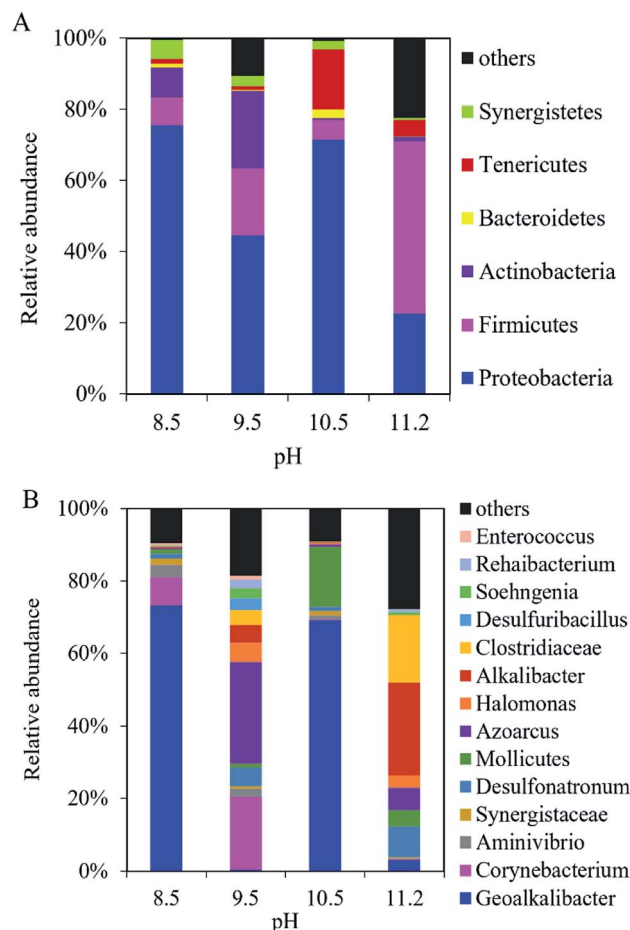 A
Relative abundance
100%
80%
60%
40%
20%
0%
8.5 9.5 10.5 11.2
pH
others
Synergistetes
Tenericutes
Bacteroidetes
Actinobacteria
Firmicutes
Proteobacteria
B
Relative abundance
100%
80%
60%
40%
20%
0%
8.5 9.5 10.5 11.2
pH
others
Enterococcus
Rehaibacterium
Soehngenia
Desulfuribacillus
Clostridiaceae
Alkalibacter
Halomonas
Azoarcus
Mollicutes
Desulfonatronum
Synergistaceae
Aminivibrio
Corynebacterium
Geoalkalibacter